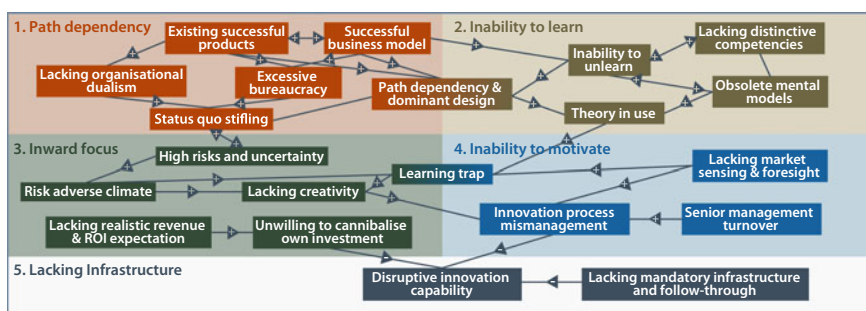 1. Path dependency
Existing successful
products
Successful
business model
Lacking organisational
dualism
Excessive
bureaucracy
Path dependency &
dominant design
Status quo stifling
2. Inability to learn
Inability to
unlearn
Lacking distinctive
competencies
Obsolete mental
models
Theory in use
3. Inward focus
High risks and uncertainty
Risk adverse climate
Lacking creativity
Learning trap
Lacking realistic revenue
& ROI expectation
Unwilling to cannibalise
own investment
4. Inability to motivate
Lacking market
sensing & foresight
Innovation process
mismanagement
Senior management
turnover
5. Lacking Infrastructure
Disruptive innovation
capability
Lacking mandatory infrastructure
and follow-through